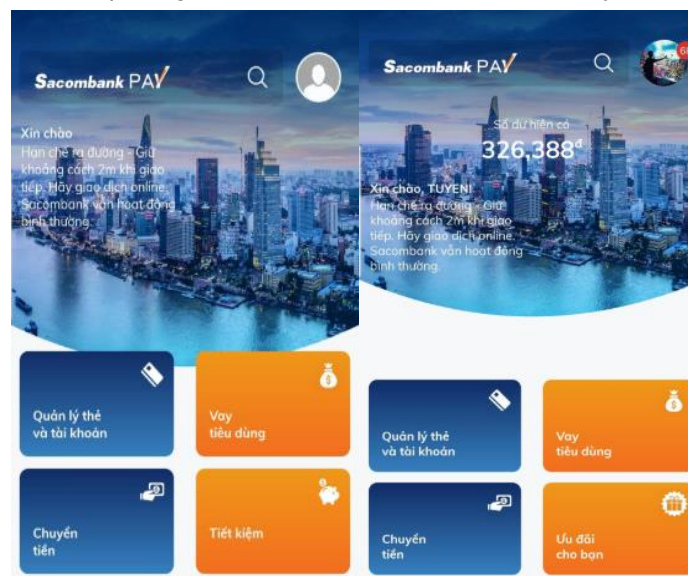 Sacombank PAY
Xin chào
Hạn chế ra đường - Giữ
khoảng cách 2m khi giao
tiếp. Hãy giao dịch online.
Sacombank vẫn hoạt động
bình thường.
Quản lý thẻ
và tài khoản
Vay
tiêu dùng
Chuyển
tiền
Tiết kiệm
Sacombank PAY
Số dư hiện có
326,388đ
Xin chào, TUYEN!
Hạn chế ra đường - Giữ
khoảng cách 2m khi giao
tiếp. Hãy giao dịch online.
Sacombank vẫn hoạt động
bình thường.
Quản lý thẻ
và tài khoản
Vay
tiêu dùng
Chuyển
tiền
Ưu đãi
cho bạn